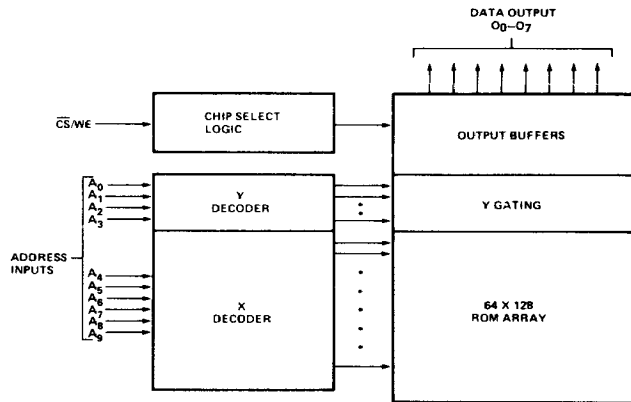 DATA OUTPUT
O0–O7
CS/WE
CHIP SELECT
LOGIC
OUTPUT BUFFERS
ADDRESS
INPUTS
A0
A1
A2
A3
Y
DECODER
Y GATING
A4
A5
A6
A7
A8
A9
X
DECODER
64 X 128
ROM ARRAY